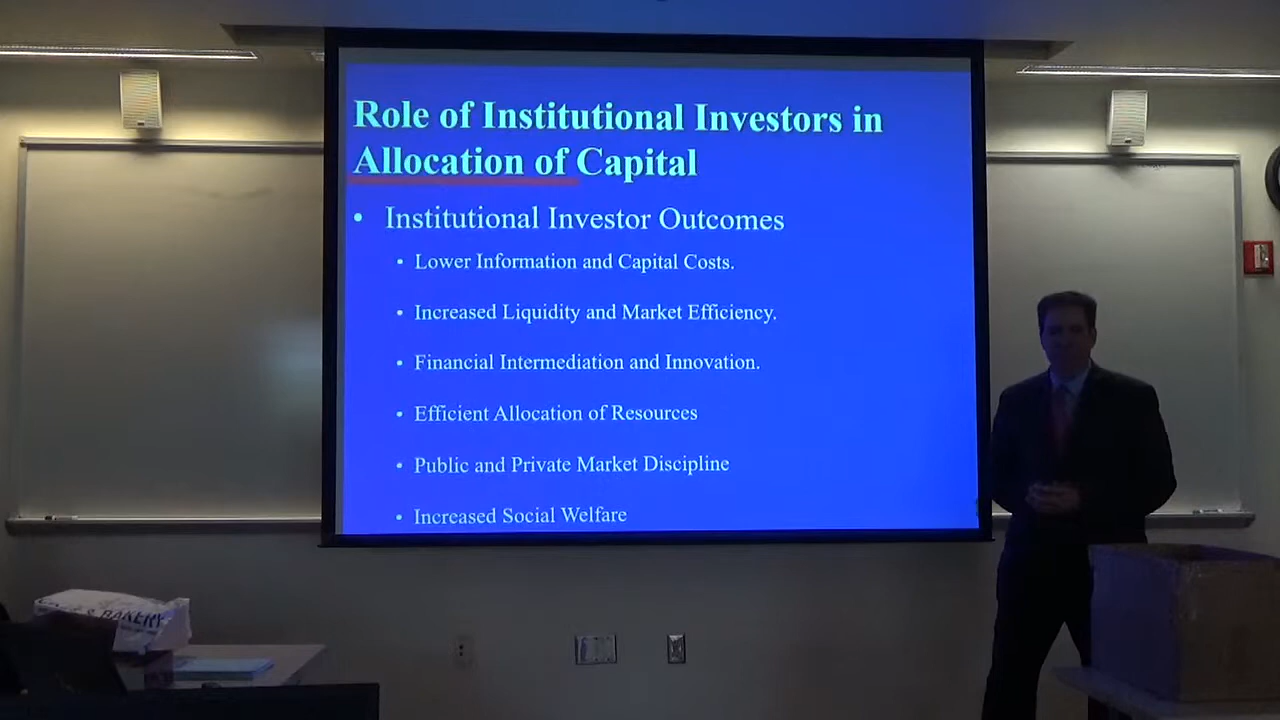 Role of Institutional Investors in
Allocation of Capital
• Institutional Investor Outcomes
• Lower Information and Capital Costs.
• Increased Liquidity and Market Efficiency.
• Financial Intermediation and Innovation.
• Efficient Allocation of Resources
• Public and Private Market Discipline
• Increased Social Welfare
& BAKERY